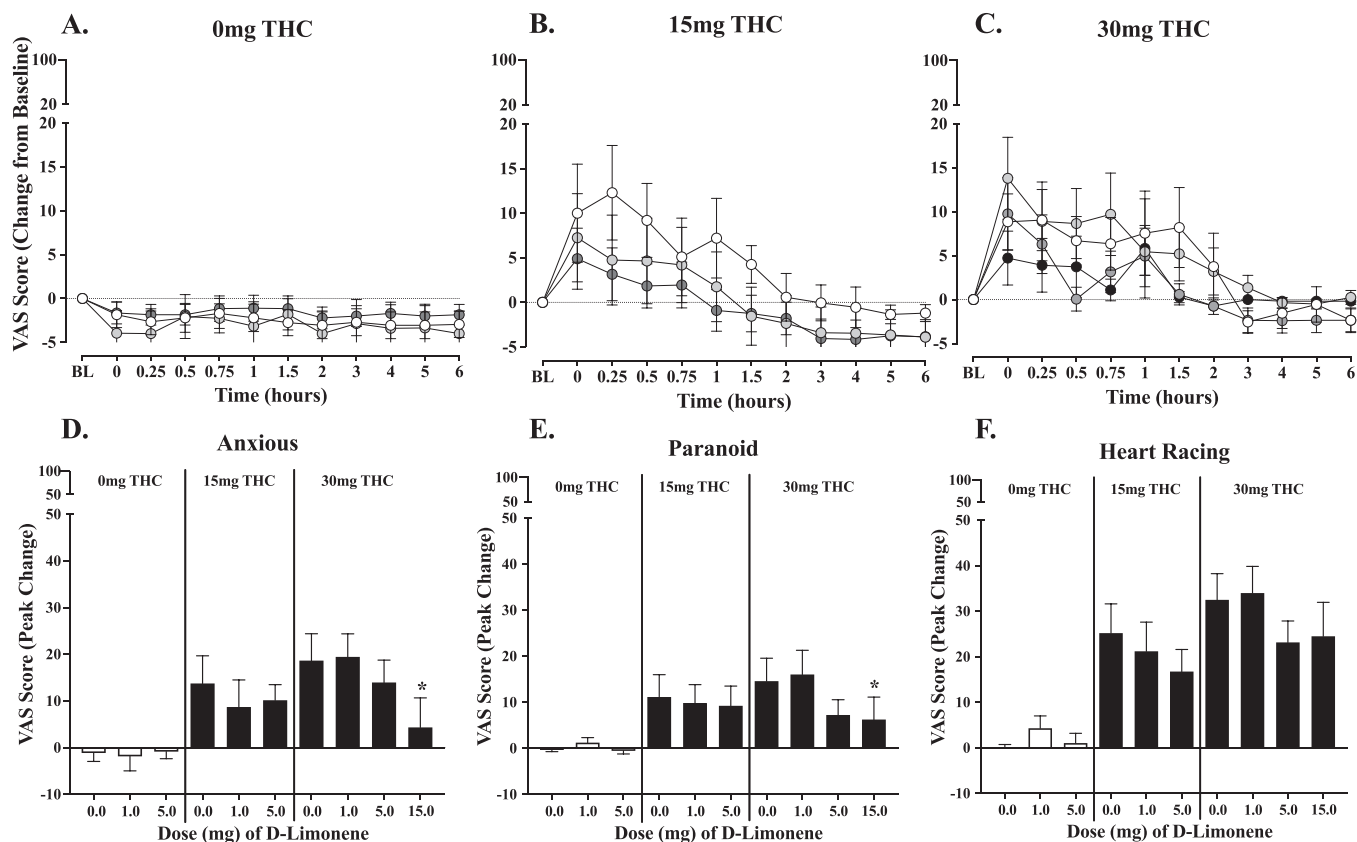 A. 0mg THC
B. 15mg THC
C. 30mg THC
VAS Score (Change from Baseline)
100
20
20
15
10
5
0
-5
BL 0 0.25 0.5 0.75 1 1.5 2 3 4 5 6
Time (hours)
100
20
20
15
10
5
0
-5
BL 0 0.25 0.5 0.75 1 1.5 2 3 4 5 6
Time (hours)
100
20
20
15
10
5
0
-5
BL 0 0.25 0.5 0.75 1 1.5 2 3 4 5 6
Time (hours)
D. Anxious
VAS Score (Peak Change)
100
50
50
40
30
20
10
0
-10
0mg THC 15mg THC 30mg THC
*
0.0 1.0 5.0 0.0 1.0 5.0 0.0 1.0 5.0 15.0
Dose (mg) of D-Limonene
E. Paranoid
VAS Score (Peak Change)
100
50
50
40
30
20
10
0
-10
0mg THC 15mg THC 30mg THC
*
0.0 1.0 5.0 0.0 1.0 5.0 0.0 1.0 5.0 15.0
Dose (mg) of D-Limonene
F. Heart Racing
VAS Score (Peak Change)
100
50
50
40
30
20
10
0
-10
0mg THC 15mg THC 30mg THC
0.0 1.0 5.0 0.0 1.0 5.0 0.0 1.0 5.0 15.0
Dose (mg) of D-Limonene